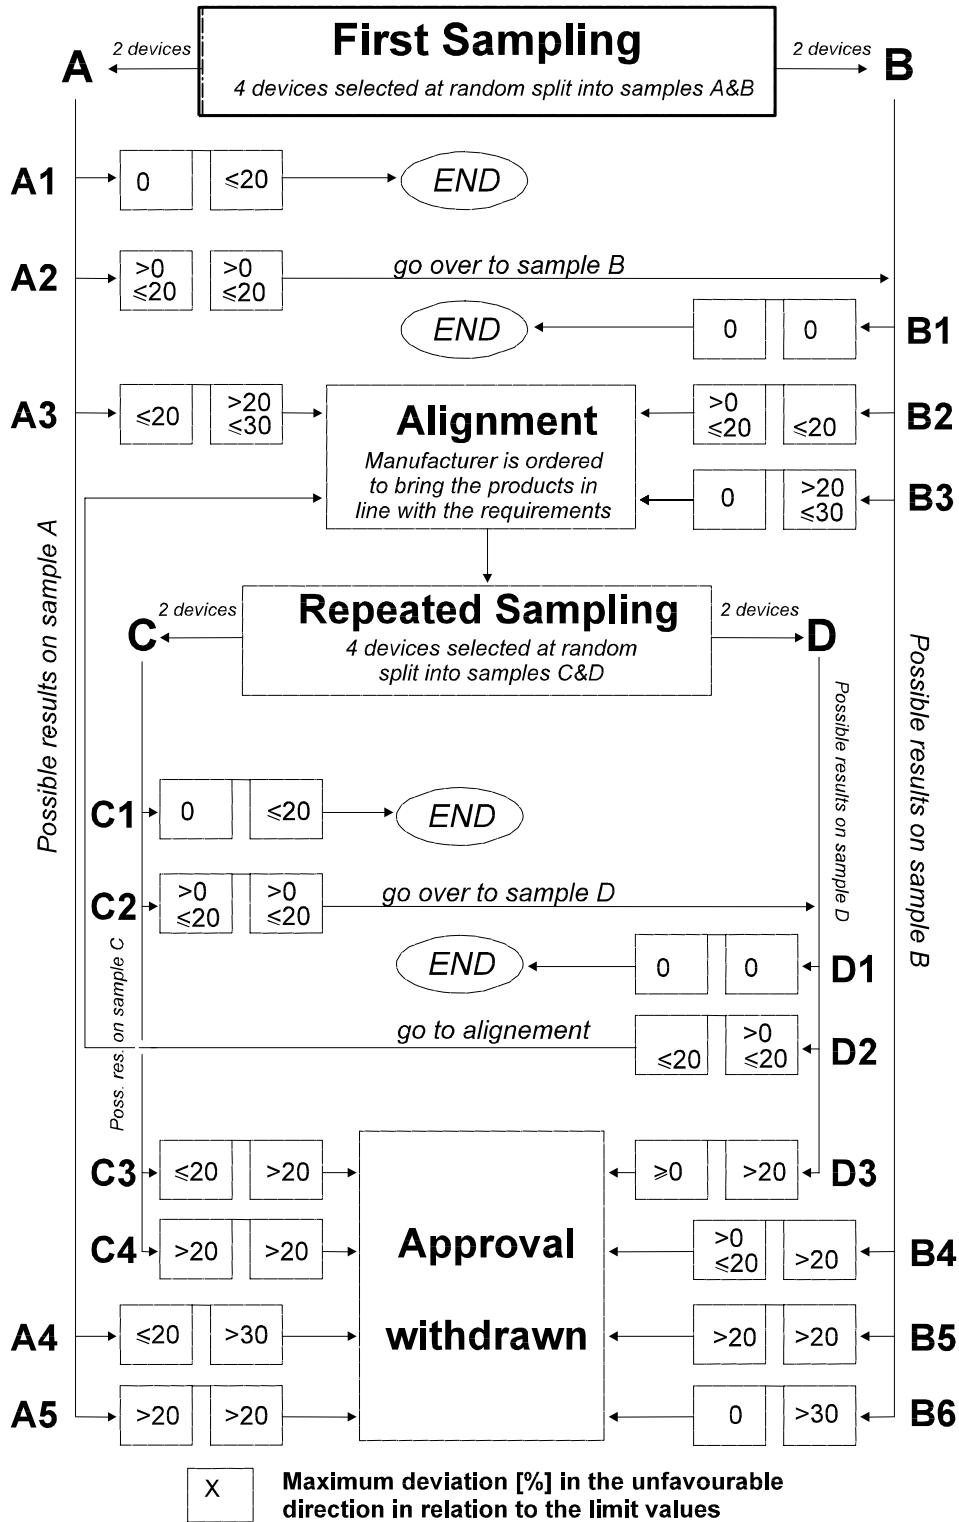 First Sampling
4 devices selected at random split into samples A&B
A
2 devices
2 devices
B
A1
0
≤20
END
A2
>0
≤20
>0
≤20
go over to sample B
END
0
0
B1
A3
≤20
>20
≤30
Alignment
Manufacturer is ordered
to bring the products in
line with the requirements
>0
≤20
≤20
B2
0
>20
≤30
B3
Possible results on sample A
Possible results on sample B
Repeated Sampling
4 devices selected at random
split into samples C&D
C
2 devices
2 devices
D
Possible results on sample D
C1
0
≤20
END
C2
>0
≤20
>0
≤20
go over to sample D
Poss. res. on sample C
END
0
0
D1
go to alignement
≤20
>0
≤20
D2
C3
≤20
>20
Approval
withdrawn
≥0
>20
D3
C4
>20
>20
>0
≤20
>20
B4
A4
≤20
>30
>20
>20
B5
A5
>20
>20
0
>30
B6
X
Maximum deviation [%] in the unfavourable
direction in relation to the limit values